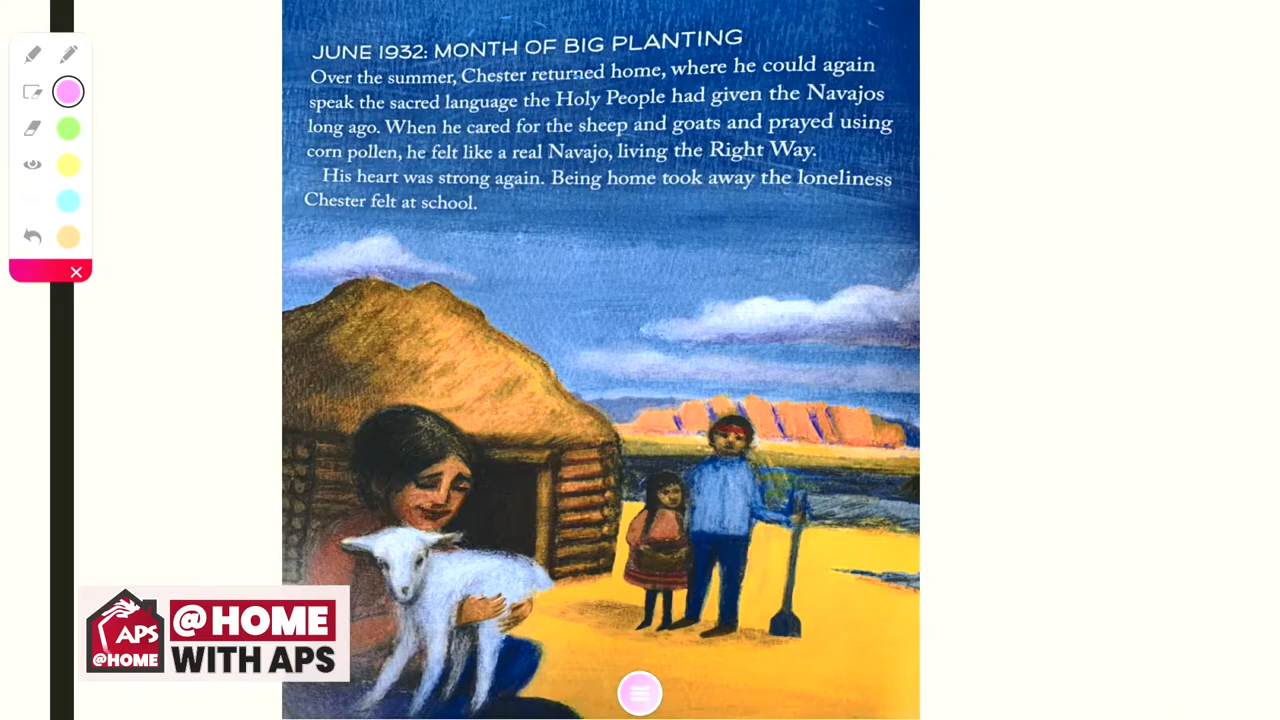 JUNE 1932: MONTH OF BIG PLANTING
Over the summer, Chester returned home, where he could again
speak the sacred language the Holy People had given the Navajos
long ago. When he cared for the sheep and goats and prayed using
corn pollen, he felt like a real Navajo, living the Right Way.
His heart was strong again. Being home took away the loneliness
Chester felt at school.
APS
@HOME
@HOME
WITH APS